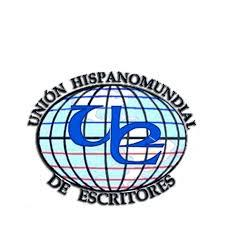 UNIÓN HISPANOMUNDIAL
UE
DE ESCRITORES